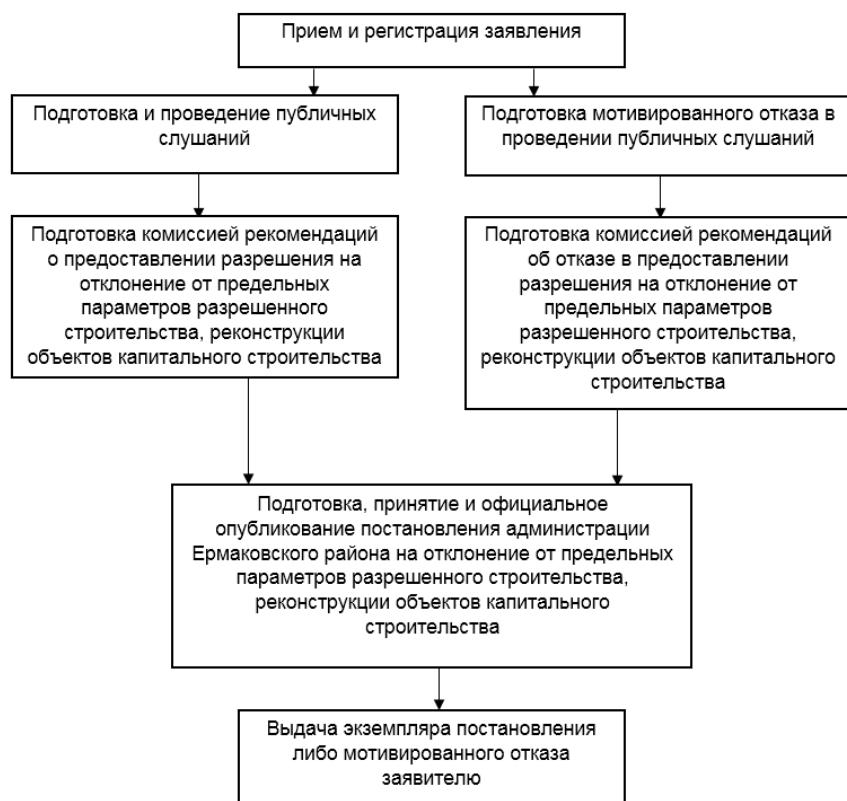 Прием и регистрация заявления
Подготовка и проведение публичных
слушаний
Подготовка мотивированного отказа в
проведении публичных слушаний
Подготовка комиссией рекомендаций
о предоставлении разрешения на
отклонение от предельных
параметров разрешенного
строительства, реконструкции
объектов капитального строительства
Подготовка комиссией рекомендаций
об отказе в предоставлении
разрешения на отклонение от
предельных параметров
разрешенного строительства,
реконструкции объектов капитального
строительства
Подготовка, принятие и официальное
опубликование постановления администрации
Ермаковского района на отклонение от предельных
параметров разрешенного строительства,
реконструкции объектов капитального
строительства
Выдача экземпляра постановления
либо мотивированного отказа
заявителю